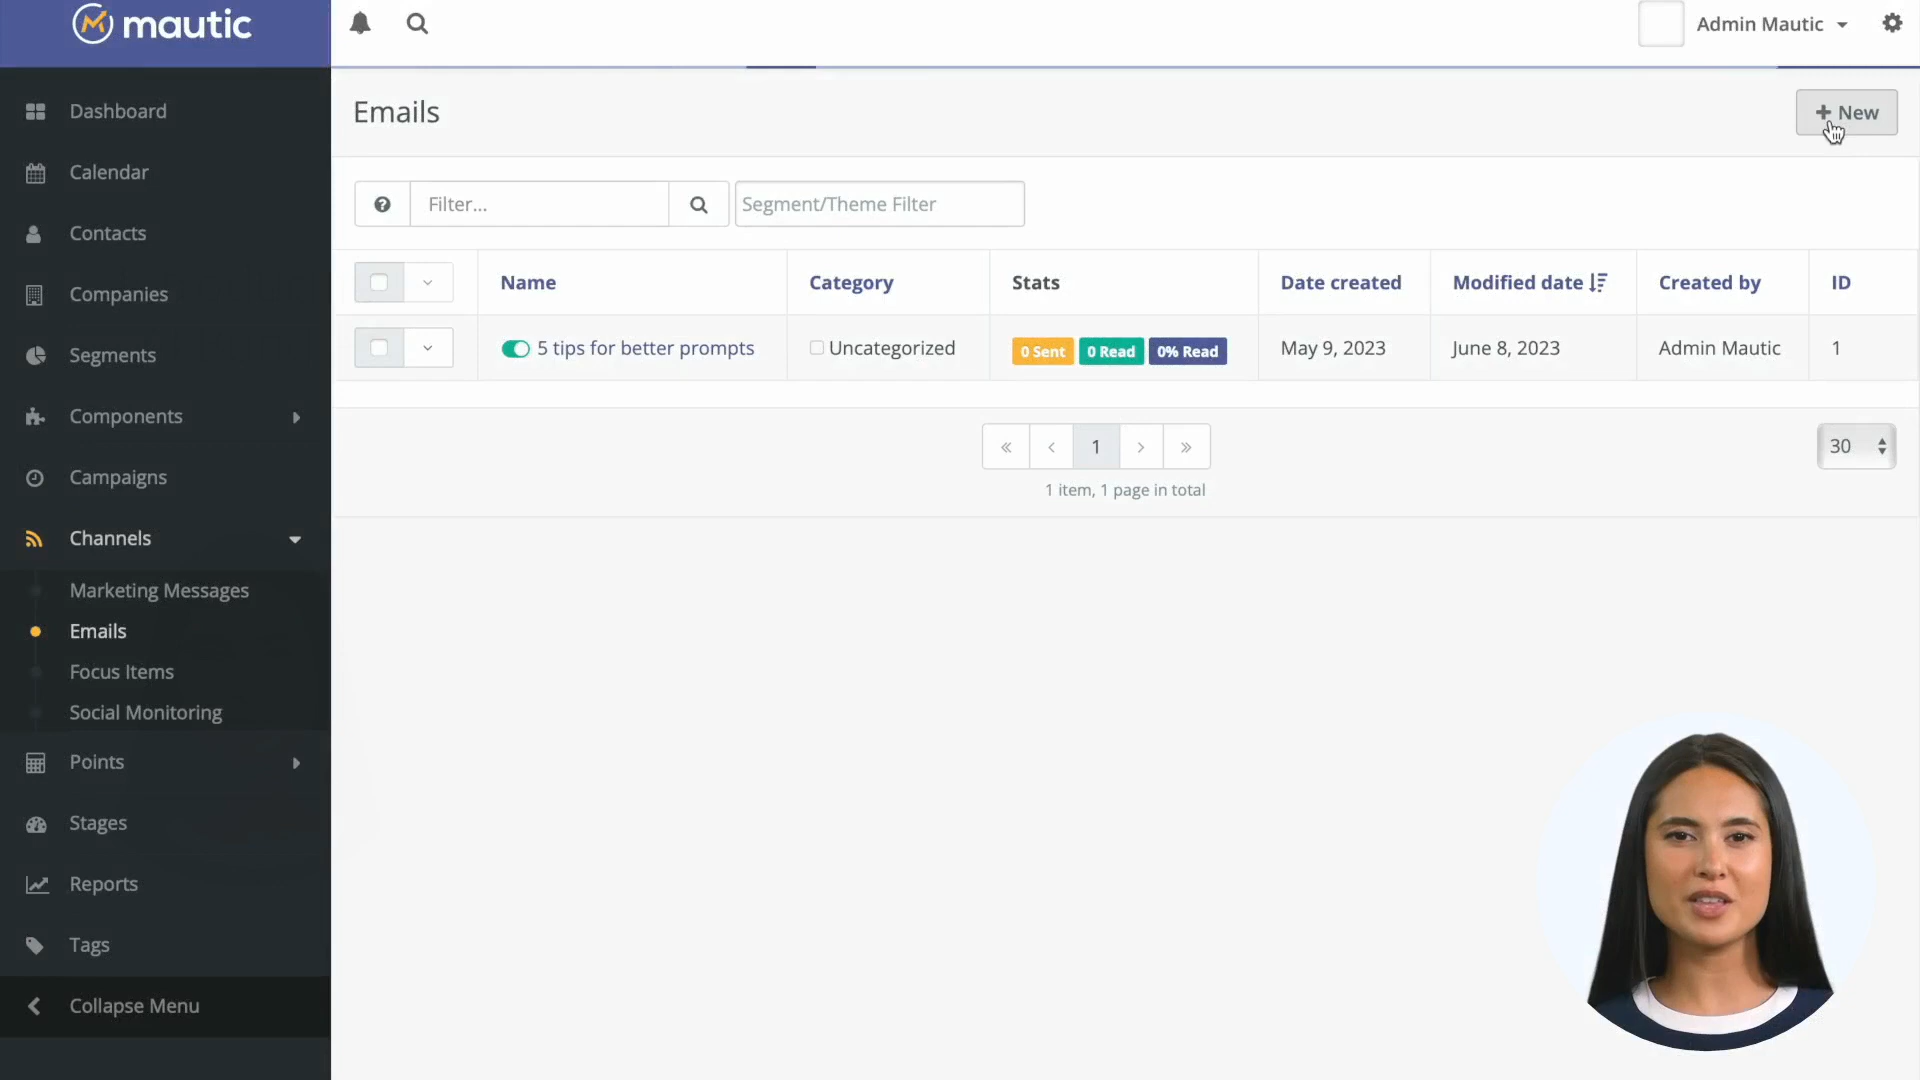 mautic
Admin Mautic
Dashboard
Calendar
Contacts
Companies
Segments
Components
Campaigns
Channels
Marketing Messages
Emails
Focus Items
Social Monitoring
Points
Stages
Reports
Tags
Collapse Menu
Emails
+ New
Filter...
Segment/Theme Filter
Name Category Stats Date created Modified date Created by ID
5 tips for better prompts Uncategorized 0 Sent 0 Read 0% Read May 9, 2023 June 8, 2023 Admin Mautic 1
« ‹ 1 › » 30
1 item, 1 page in total